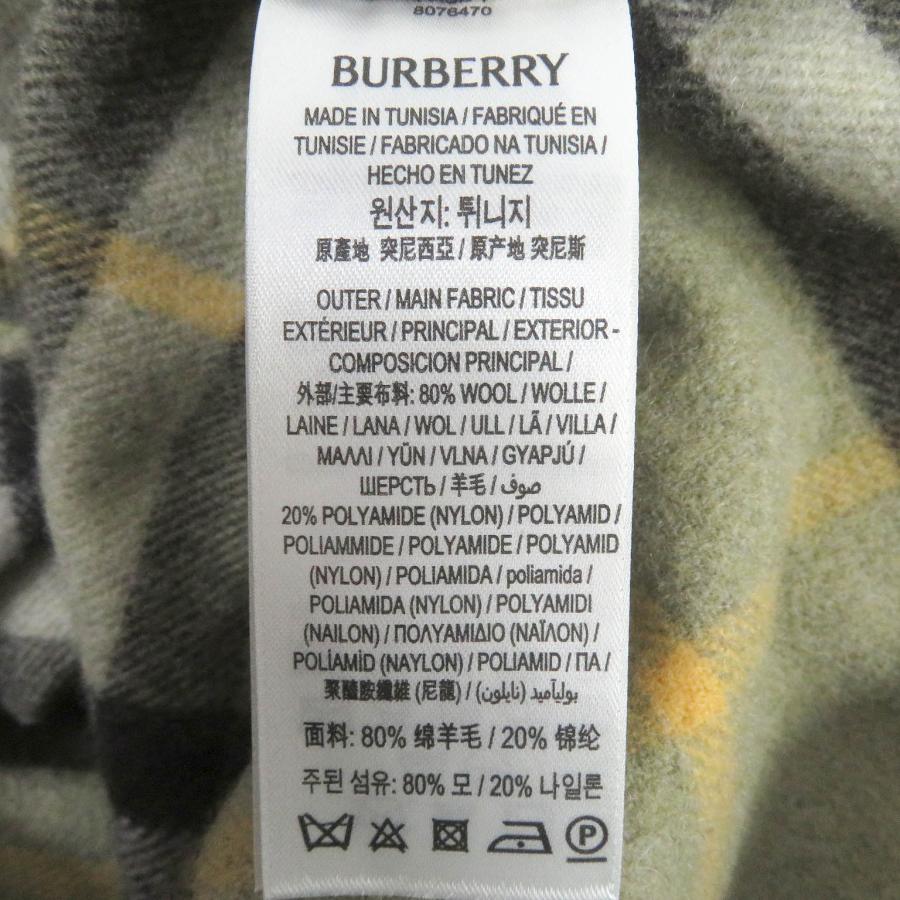 8076470
BURBERRY
MADE IN TUNISIA / FABRIQUÉ EN
TUNISIE / FABRICADO NA TUNISIA /
HECHO EN TUNEZ
원산지: 튀니지
原產地 突尼西亞 / 原产地 突尼斯
OUTER / MAIN FABRIC / TISSU
EXTÉRIEUR / PRINCIPAL / EXTERIOR -
COMPOSICION PRINCIPAL /
外部/主要布料: 80% WOOL / WOLLE /
LAINE / LANA / WOL / ULL / LÃ / VILLA /
ΜΑΛΛΙ / YÜN / VLNA / GYAPJÚ /
ШЕРСТЬ / 羊毛 / صوف
20% POLYAMIDE (NYLON) / POLYAMID /
POLIAMMIDE / POLYAMIDE / POLYAMID
(NYLON) / POLIAMIDA / poliamida /
POLIAMIDA (NYLON) / POLYAMIDI
(NAILON) / ΠΟΛΥΑΜΙΔΙΟ (ΝΑΪΛΟΝ) /
POLİAMİD (NAYLON) / POLIAMID / ПА /
聚醯胺纖維 (尼龍) / بوليآميد (نايلون)
面料: 80% 绵羊毛 / 20% 锦纶
주된 섬유: 80% 모 / 20% 나일론
P